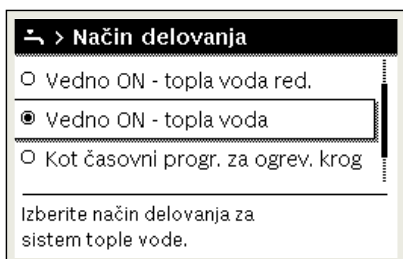 > Način delovanja
Vedno ON - topla voda red.
Vedno ON - topla voda
Kot časovni progr. za ogrev. krog
Izberite način delovanja za
sistem tople vode.